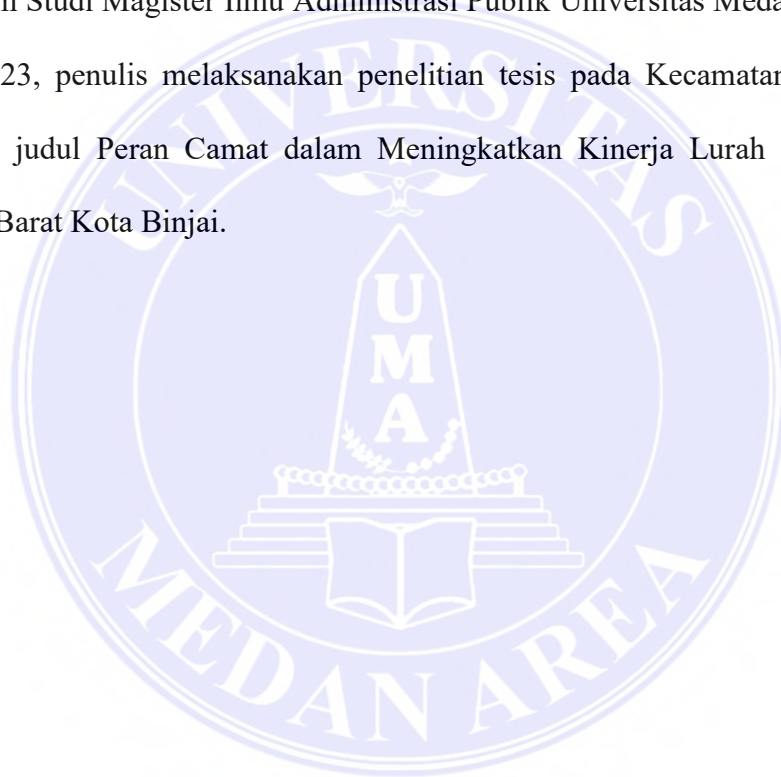 Studi Magister Ilmu Administrasi Publik Universitas Meda
23, penulis melaksanakan penelitian tesis pada Kecamatan
judul Peran Camat dalam Meningkatkan Kinerja Lurah
Barat Kota Binjai.
UNIVERSITAS
U
M
A
MEDAN AREA